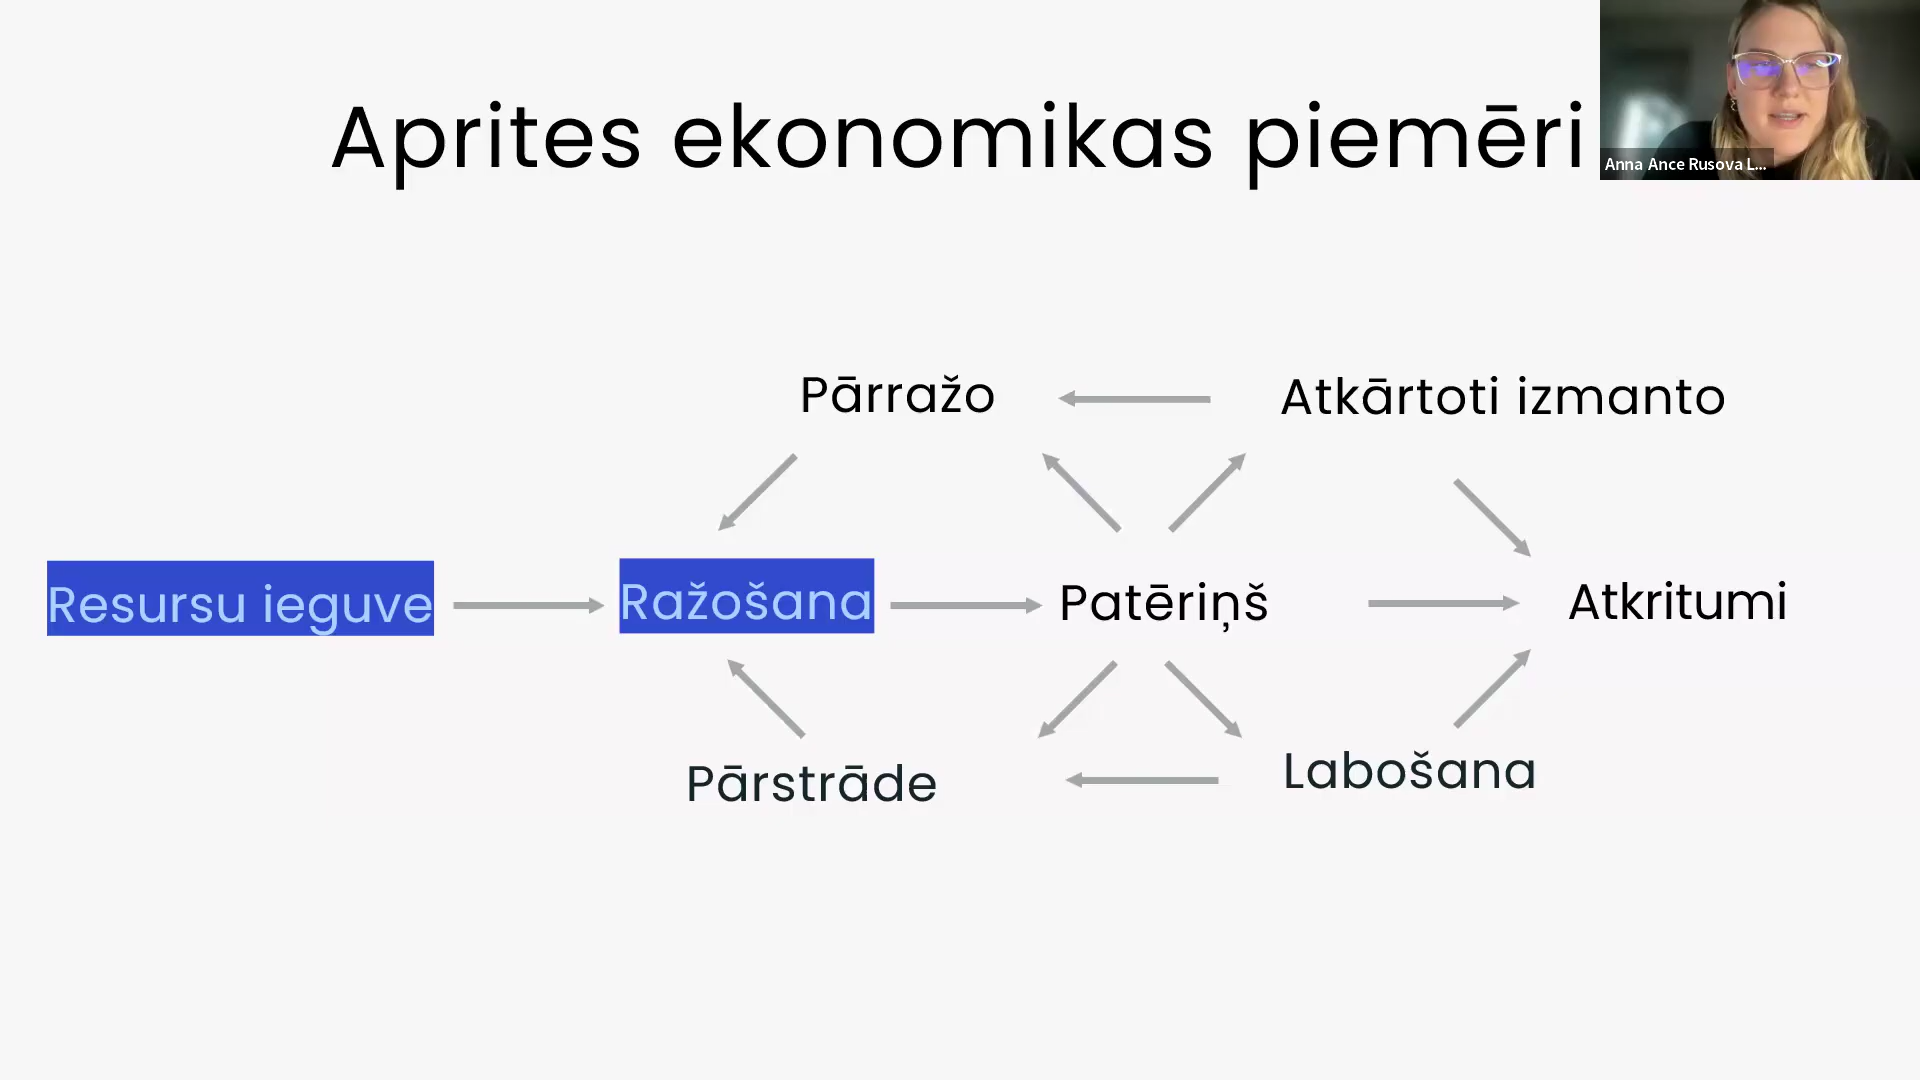 Aprites ekonomikas piemēri
Anna Ance Rusova L...
Pārražo
Atkārtoti izmanto
Resursu ieguve
Ražošana
Patēriņš
Atkritumi
Pārstrāde
Labošana